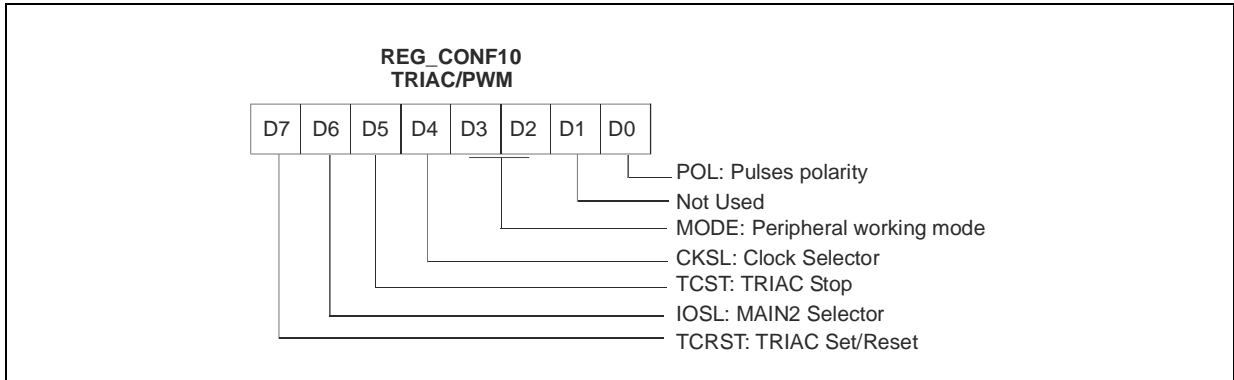 REG_CONF10
TRIAC/PWM
D7 D6 D5 D4 D3 D2 D1 D0
POL: Pulses polarity
Not Used
MODE: Peripheral working mode
CKSL: Clock Selector
TCST: TRIAC Stop
IOSL: MAIN2 Selector
TCRST: TRIAC Set/Reset